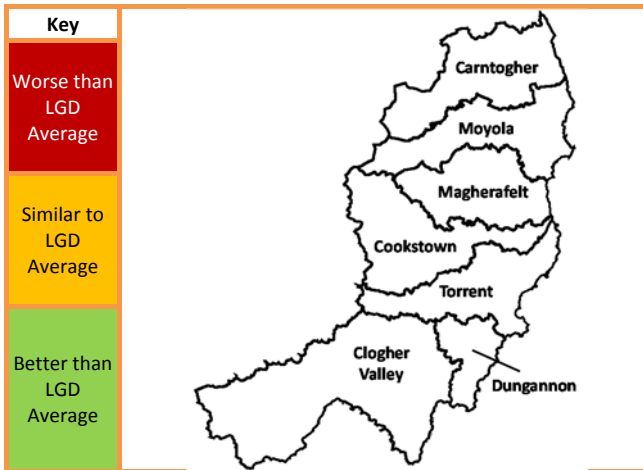 Key
Worse than
LGD
Average
Similar to
LGD
Average
Better than
LGD
Average
Carntogher
Moyola
Magherafelt
Cookstown
Torrent
Clogher
Valley
Dungannon